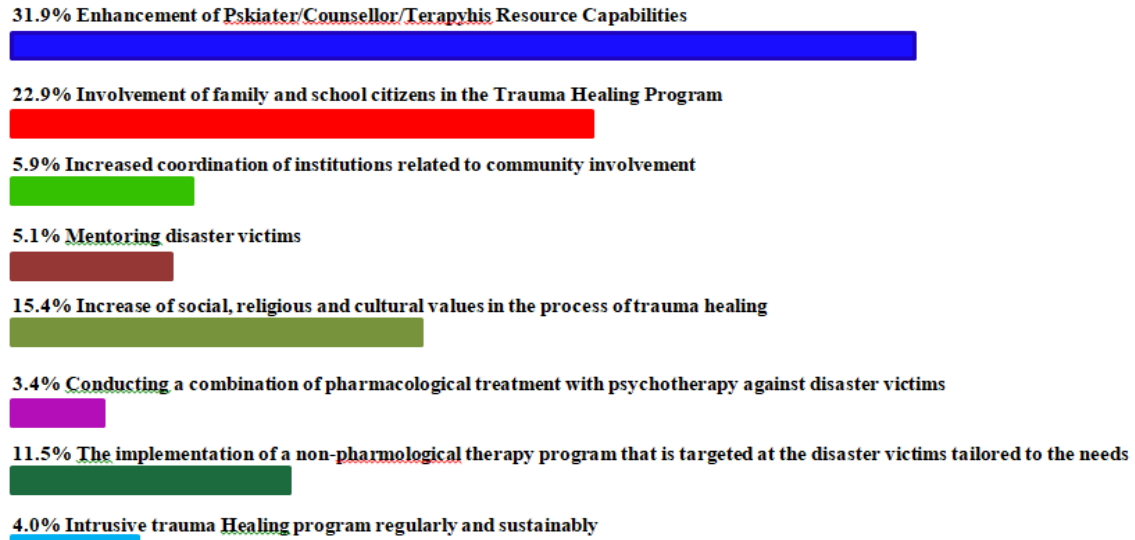 31.9% Enhancement of Pskiater/Counsellor/Terapyhis Resource Capabilities
22.9% Involvement of family and school citizens in the Trauma Healing Program
5.9% Increased coordination of institutions related to community involvement
5.1% Mentoring disaster victims
15.4% Increase of social, religious and cultural values in the process of trauma healing
3.4% Conducting a combination of pharmacological treatment with psychotherapy against disaster victims
11.5% The implementation of a non-pharmological therapy program that is targeted at the disaster victims tailored to the needs
4.0% Intrusive trauma Healing program regularly and sustainably